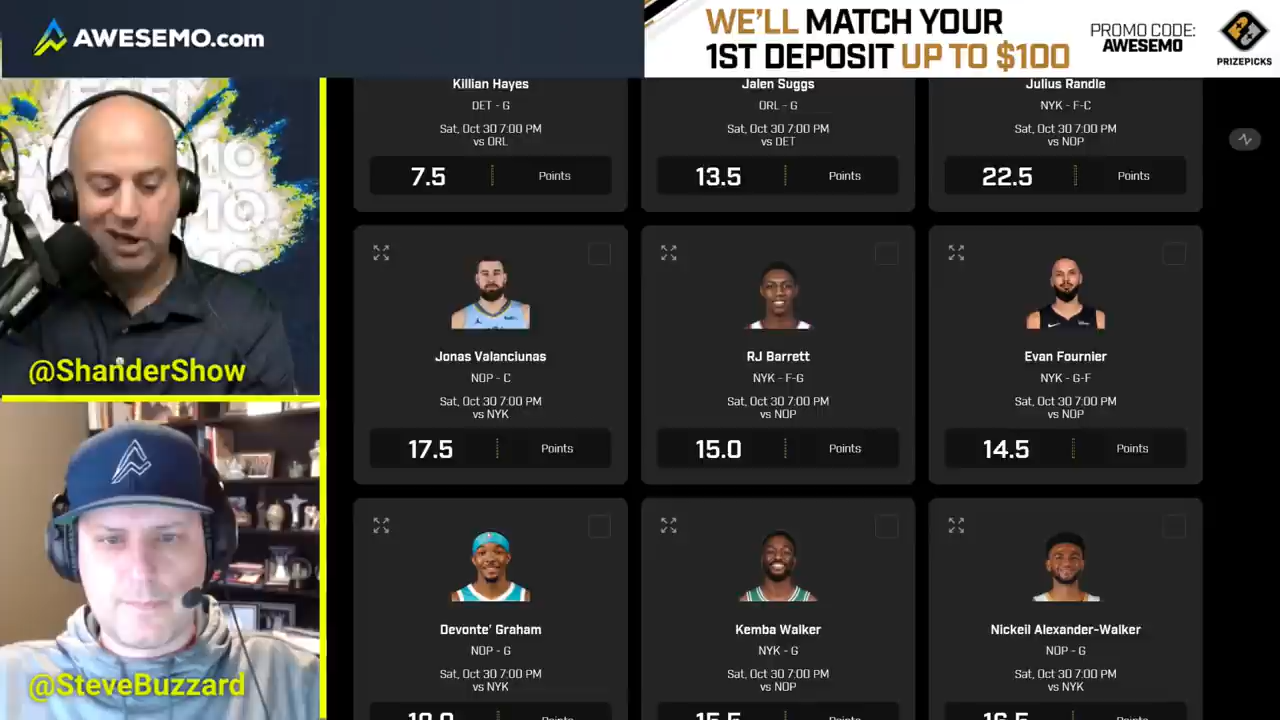 AWESEMO.com
WE'LL MATCH YOUR
1ST DEPOSIT UP TO $100
PROMO CODE:
AWESEMO
PRIZEPICKS
Killian Hayes
DET - G
Sat, Oct 30 7:00 PM
vs ORL
7.5
Points
Jalen Suggs
ORL - G
Sat, Oct 30 7:00 PM
vs DET
13.5
Points
Julius Randle
NYK - F-C
Sat, Oct 30 7:00 PM
vs NOP
22.5
Points
@ShanderShow
Jonas Valanciunas
NOP - C
Sat, Oct 30 7:00 PM
vs NYK
17.5
Points
RJ Barrett
NYK - F-G
Sat, Oct 30 7:00 PM
vs NOP
15.0
Points
Evan Fournier
NYK - G-F
Sat, Oct 30 7:00 PM
vs NOP
14.5
Points
@SteveBuzzard
Devonte' Graham
NOP - G
Sat, Oct 30 7:00 PM
vs NYK
Kemba Walker
NYK - G
Sat, Oct 30 7:00 PM
vs NOP
15.5
Points
Nickeil Alexander-Walker
NOP - G
Sat, Oct 30 7:00 PM
vs NYK
16.5
Points